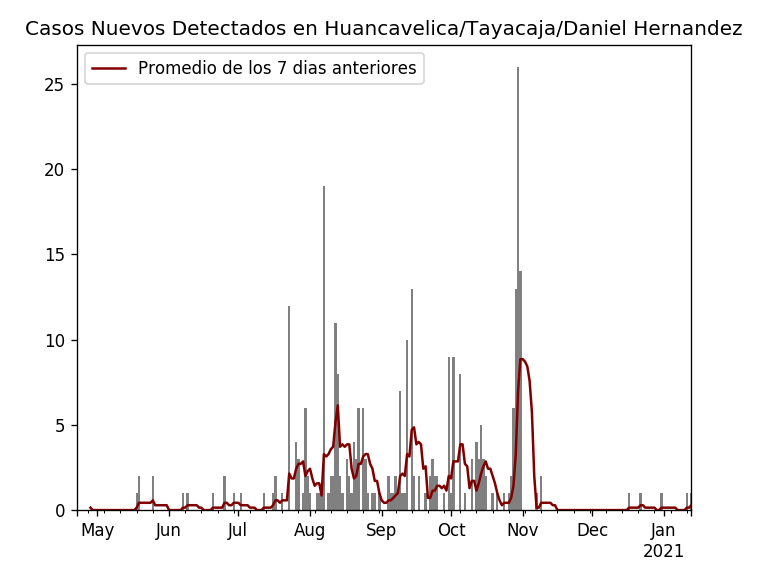 Casos Nuevos Detectados en Huancavelica/Tayacaja/Daniel Hernandez
Promedio de los 7 dias anteriores
25
20
15
10
5
0
May Jun Jul Aug Sep Oct Nov Dec Jan
2021